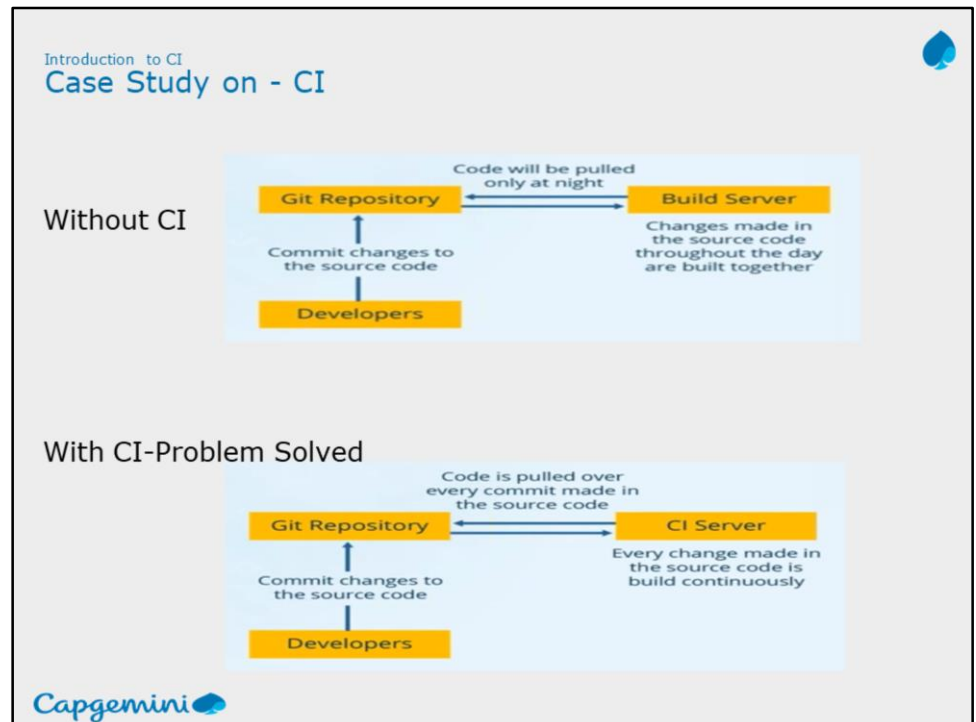 Introduction to CI
Case Study on - CI
Without CI
Code will be pulled
only at night
Git Repository
Build Server
Commit changes to
the source code
Changes made in
the source code
throughout the day
are built together
Developers
With CI-Problem Solved
Code is pulled over
every commit made in
the source code
Git Repository
CI Server
Commit changes to
the source code
Every change made in
the source code is
build continuously
Developers
Capgemini